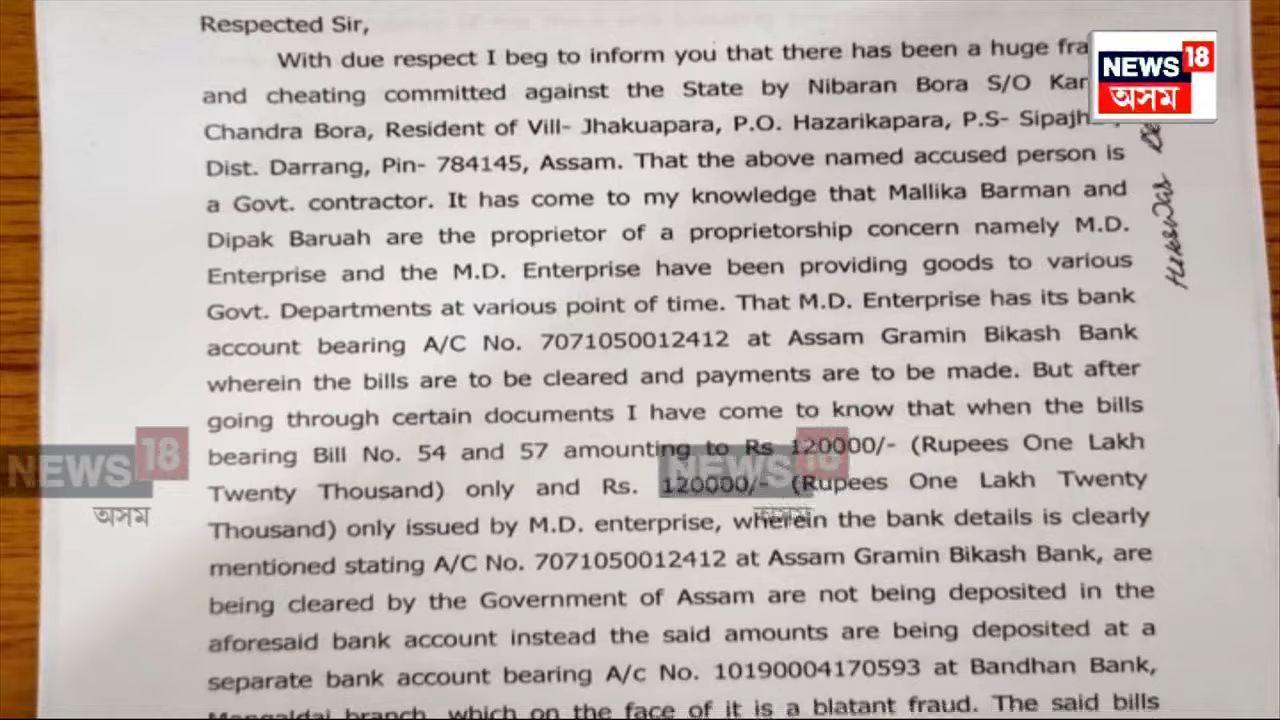 Respected Sir,
With due respect I beg to inform you that there has been a huge
and cheating committed against the State by Nibaran Bora S/O
Chandra Bora, Resident of Vill- Jhakuapara, P.O. Hazarikapara, P.S-
Dist. Darrang, Pin- 784145, Assam. That the above named accused person is
a Govt. contractor. It has come to my knowledge that Mallika Barman and
Dipak Baruah are the proprietor of a proprietorship concern namely M.D.
Enterprise and the M.D. Enterprise have been providing goods to various
Govt. Departments at various point of time. That M.D. Enterprise has its bank
account bearing A/C No. 7071050012412 at Assam Gramin Bikash Bank
wherein the bills are to be cleared and payments are to be made. But after
going through certain documents I have come to know that when the bills
bearing Bill No. 54 and 57 amounting to Rs 120000/- (Rupees One Lakh
Twenty Thousand) only and Rs. 120000/- (Rupees One Lakh Twenty
Thousand) only issued by M.D. enterprise, wherein the bank details is clearly
mentioned stating A/C No. 7071050012412 at Assam Gramin Bikash Bank, are
being cleared by the Government of Assam are not being deposited in the
aforesaid bank account instead the said amounts are being deposited at a
separate bank account bearing A/c No. 10190004170593 at Bandhan Bank,
Mangaldai branch, which on the face of it is a blatant fraud. The said bills
NEWS 18
অসম
NEWS 18
অসম
NEWS 18
অসম